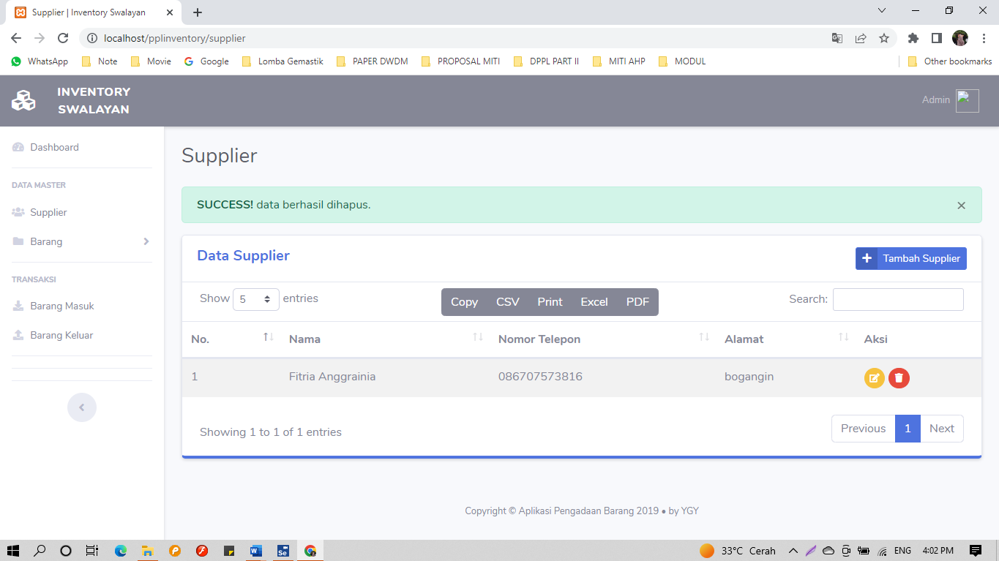 Supplier | Inventory Swalayan
localhost/pplinventory/supplier
WhatsApp Note Movie Google Lomba Gemastik PAPER DWDM PROPOSAL MITI DPPL PART II MITI AHP MODUL Other bookmarks
INVENTORY
SWALAYAN
Admin
Dashboard
DATA MASTER
Supplier
Barang
TRANSAKSI
Barang Masuk
Barang Keluar
Supplier
SUCCESS! data berhasil dihapus.
Data Supplier
Tambah Supplier
Show 5 entries
Copy CSV Print Excel PDF
Search:
No. Nama Nomor Telepon Alamat Aksi
1 Fitria Anggrainia 086707573816 bogangin
Showing 1 to 1 of 1 entries
Previous 1 Next
Copyright © Aplikasi Pengadaan Barang 2019 • by YGY
33°C Cerah ENG 4:02 PM